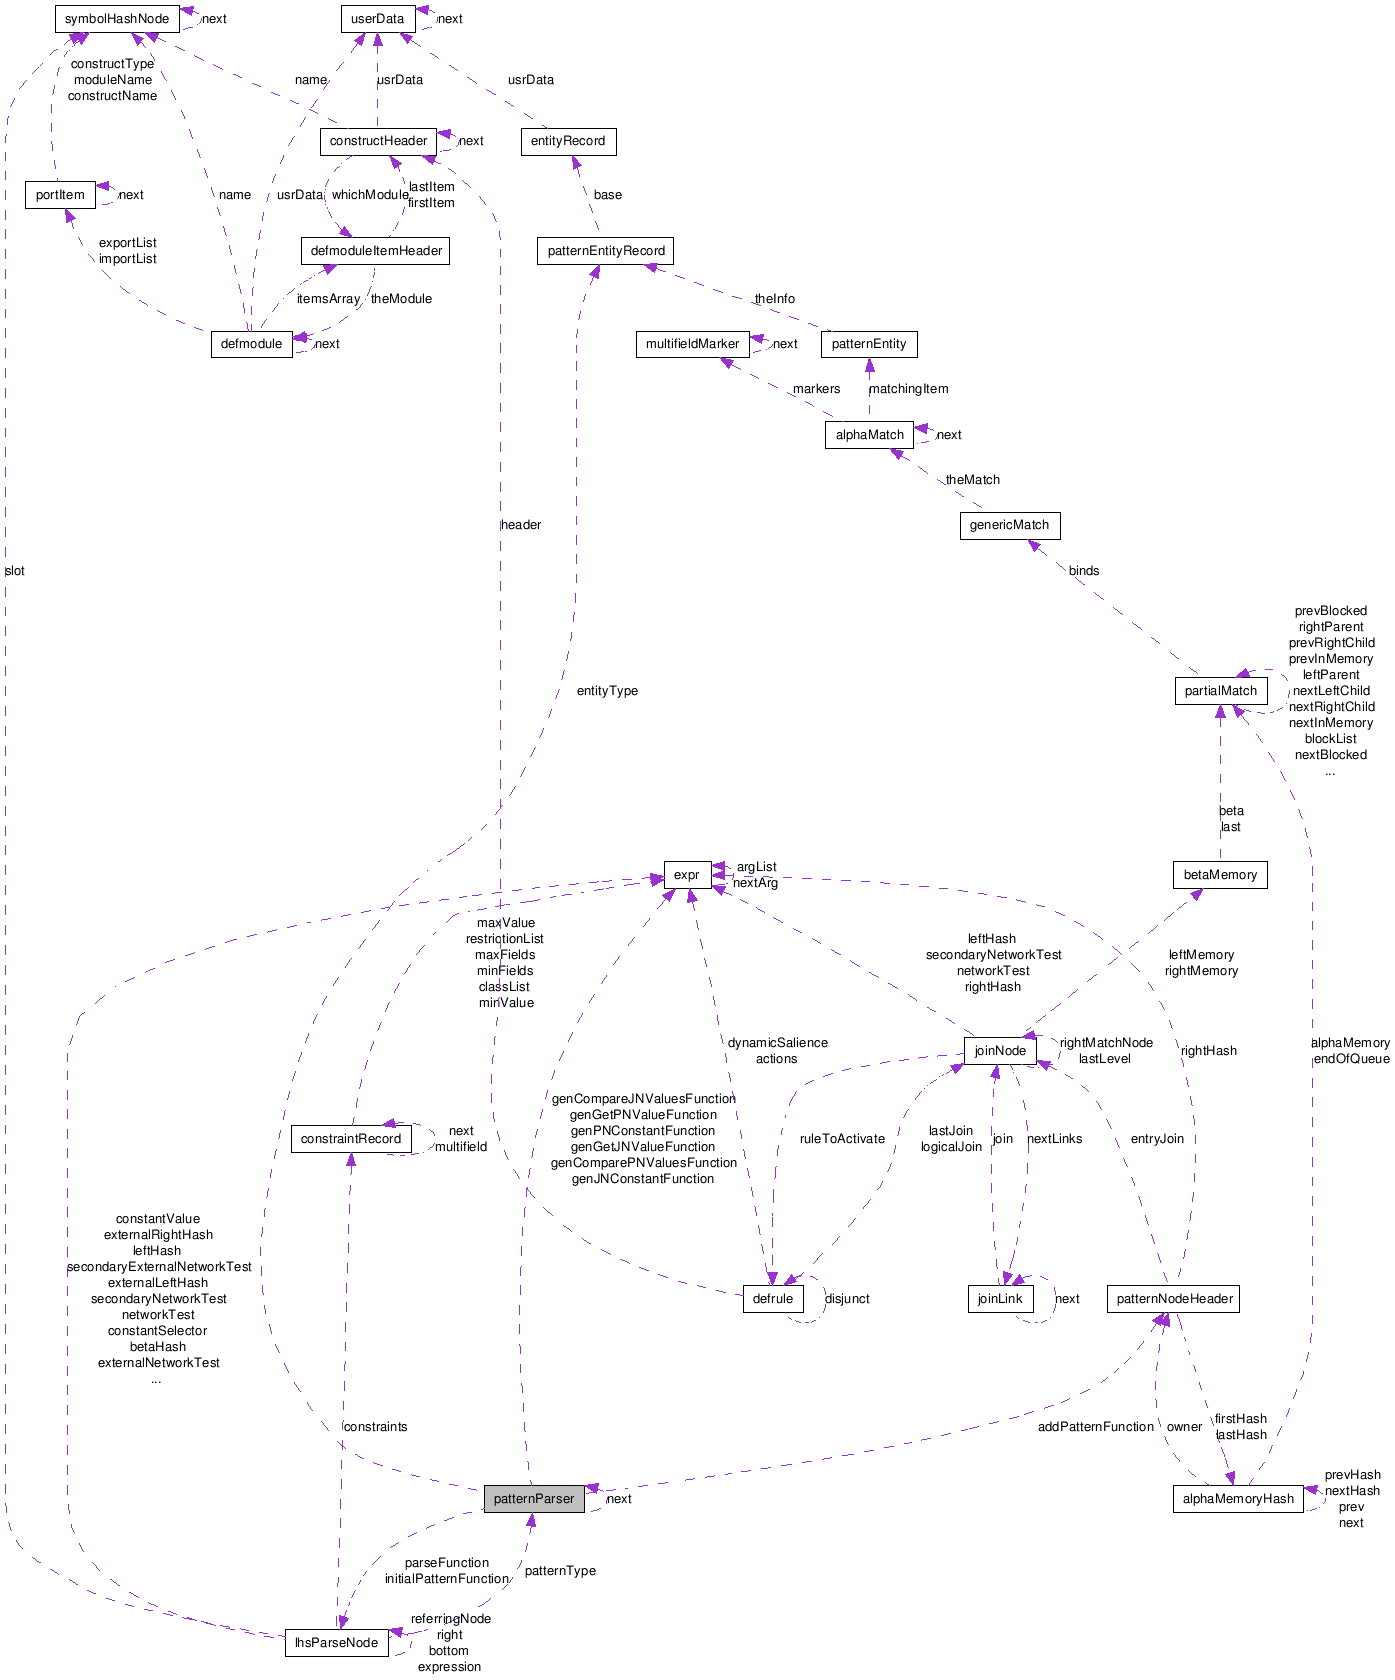 symbolHashNode
next
userData
next
constructType
moduleName
constructName
name
usrData
usrData
constructHeader
next
entityRecord
portItem
next
name
usrData
whichModule
lastItem
firstItem
base
exportList
importList
defmoduleItemHeader
patternEntityRecord
itemsArray
theModule
theInfo
defmodule
next
multifieldMarker
next
patternEntity
markers
matchingItem
alphaMatch
next
theMatch
header
genericMatch
slot
binds
prevBlocked
rightParent
prevRightChild
prevInMemory
leftParent
nextLeftChild
nextRightChild
nextInMemory
blockList
nextBlocked
...
entityType
partialMatch
beta
last
expr
argList
nextArg
betaMemory
maxValue
restrictionList
maxFields
minFields
classList
minValue
leftHash
secondaryNetworkTest
networkTest
rightHash
leftMemory
rightMemory
dynamicSalience
actions
joinNode
rightMatchNode
lastLevel
rightHash
alphaMemory
endOfQueue
genCompareJNValuesFunction
genGetPNValueFunction
genPNConstantFunction
genGetJNValueFunction
genComparePNValuesFunction
genJNConstantFunction
constraintRecord
next
multifield
ruleToActivate
lastJoin
logicalJoin
join
nextLinks
entryJoin
constantValue
externalRightHash
leftHash
secondaryExternalNetworkTest
externalLeftHash
secondaryNetworkTest
networkTest
constantSelector
betaHash
externalNetworkTest
...
defrule
disjunct
joinLink
next
patternNodeHeader
constraints
addPatternFunction
owner
firstHash
lastHash
patternParser
next
alphaMemoryHash
prevHash
nextHash
prev
next
parseFunction
initialPatternFunction
patternType
lhsParseNode
referringNode
right
bottom
expression